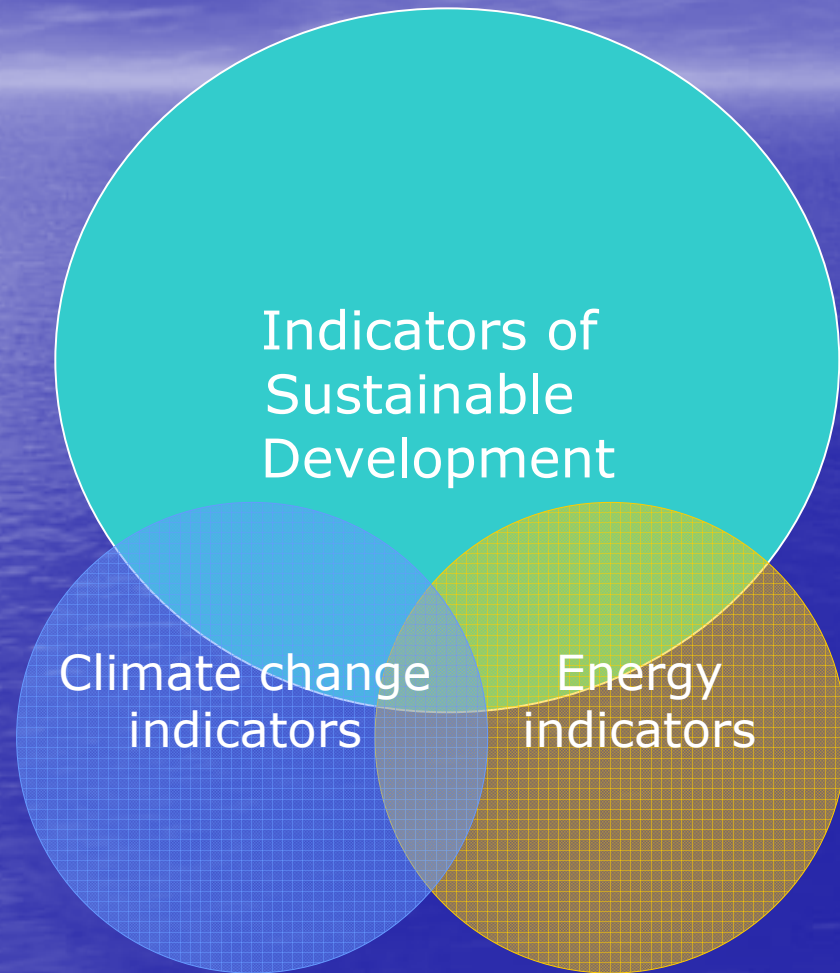 Indicators of
Sustainable
Development
Climate change
indicators
Energy
indicators